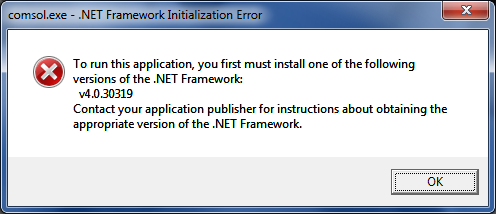 comsol.exe - .NET Framework Initialization Error
To run this application, you first must install one of the following
versions of the .NET Framework:
v4.0.30319
Contact your application publisher for instructions about obtaining the
appropriate version of the .NET Framework.
OK